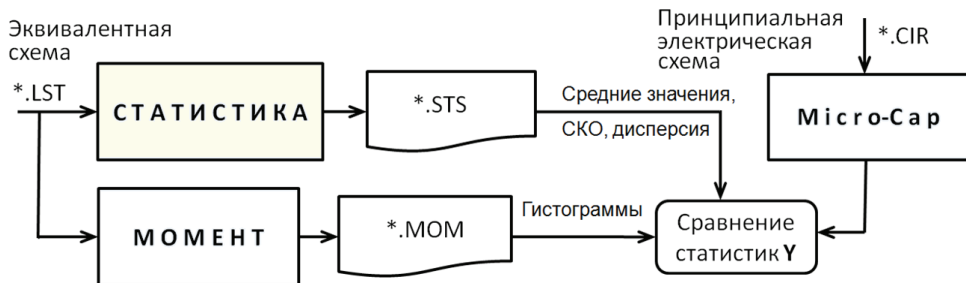 Эквивалентная
схема
*.LST
СТАТИСТИКА
*.STS
Средние значения,
СКО, дисперсия
Принципиальная
электрическая
схема
*.CIR
Micro-Cap
МОМЕНТ
*.MOM
Гистограммы
Сравнение
статистик Y